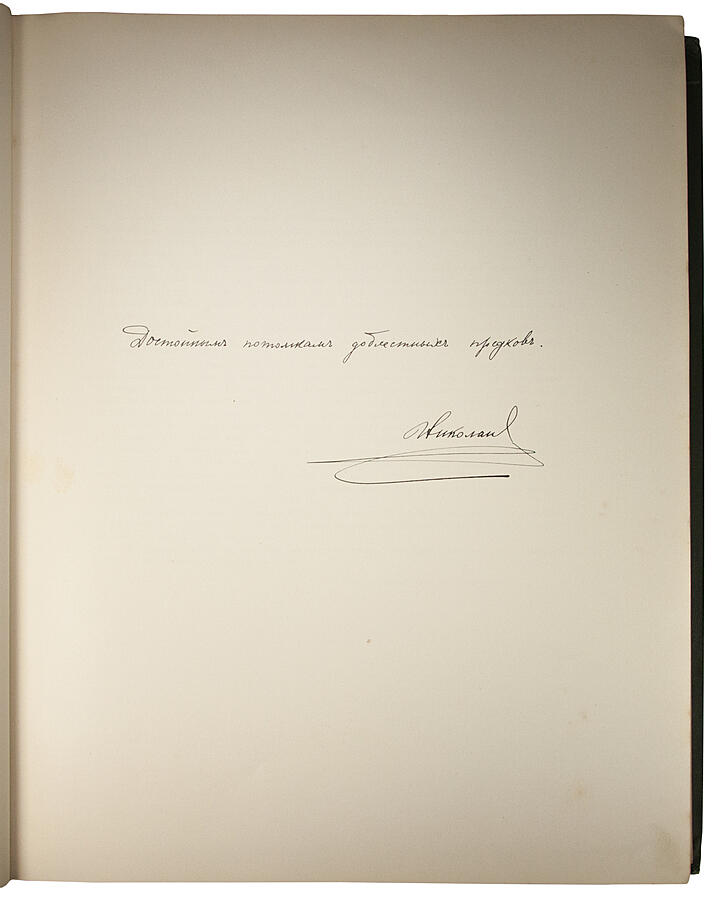 Достойнымъ потомкамъ доблестныхъ предковъ.
Николай